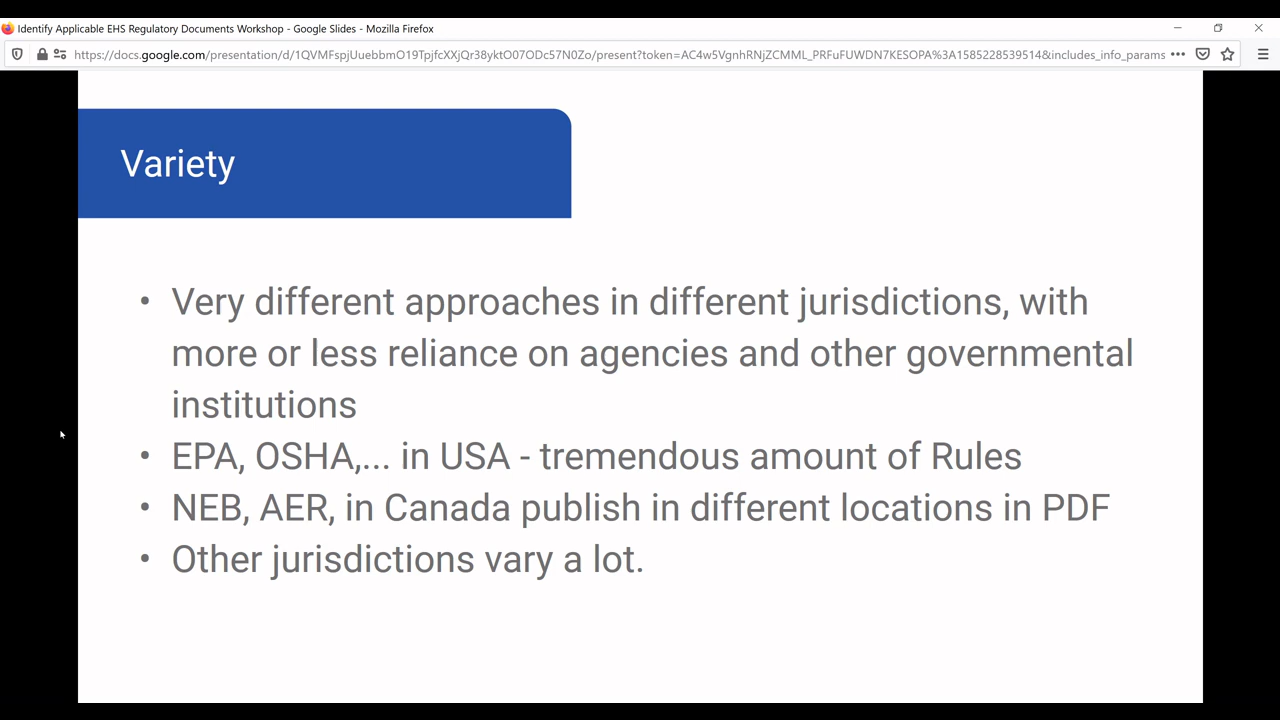 Identify Applicable EHS Regulatory Documents Workshop - Google Slides - Mozilla Firefox
https://docs.google.com/presentation/d/1QVMFspjUuebbmO19TpjfcXXjQr38yktO07ODc57N0Zo/present?token=AC4w5VgnhRNjZCMML_PRFuFUWDN7KESOPA%3A1585228539514&includes_info_params
Variety
• Very different approaches in different jurisdictions, with
more or less reliance on agencies and other governmental
institutions
• EPA, OSHA,... in USA - tremendous amount of Rules
• NEB, AER, in Canada publish in different locations in PDF
• Other jurisdictions vary a lot.